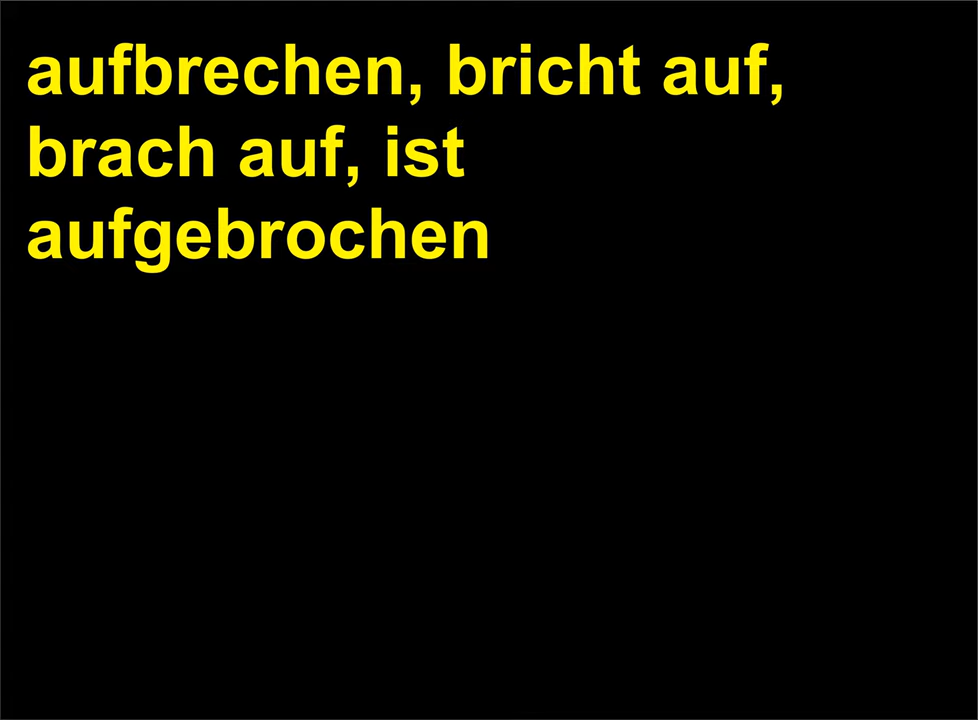 aufbrechen, bricht auf,
brach auf, ist
aufgebrochen